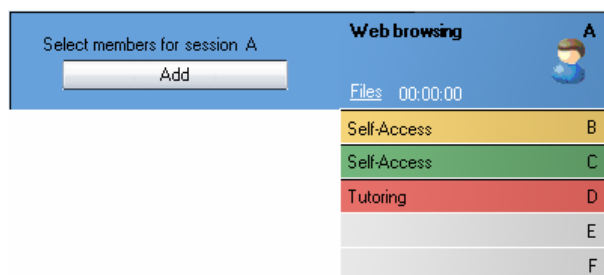 Select members for session A
Add
Web browsing A
Files 00:00:00
Self-Access B
Self-Access C
Tutoring D
E
F